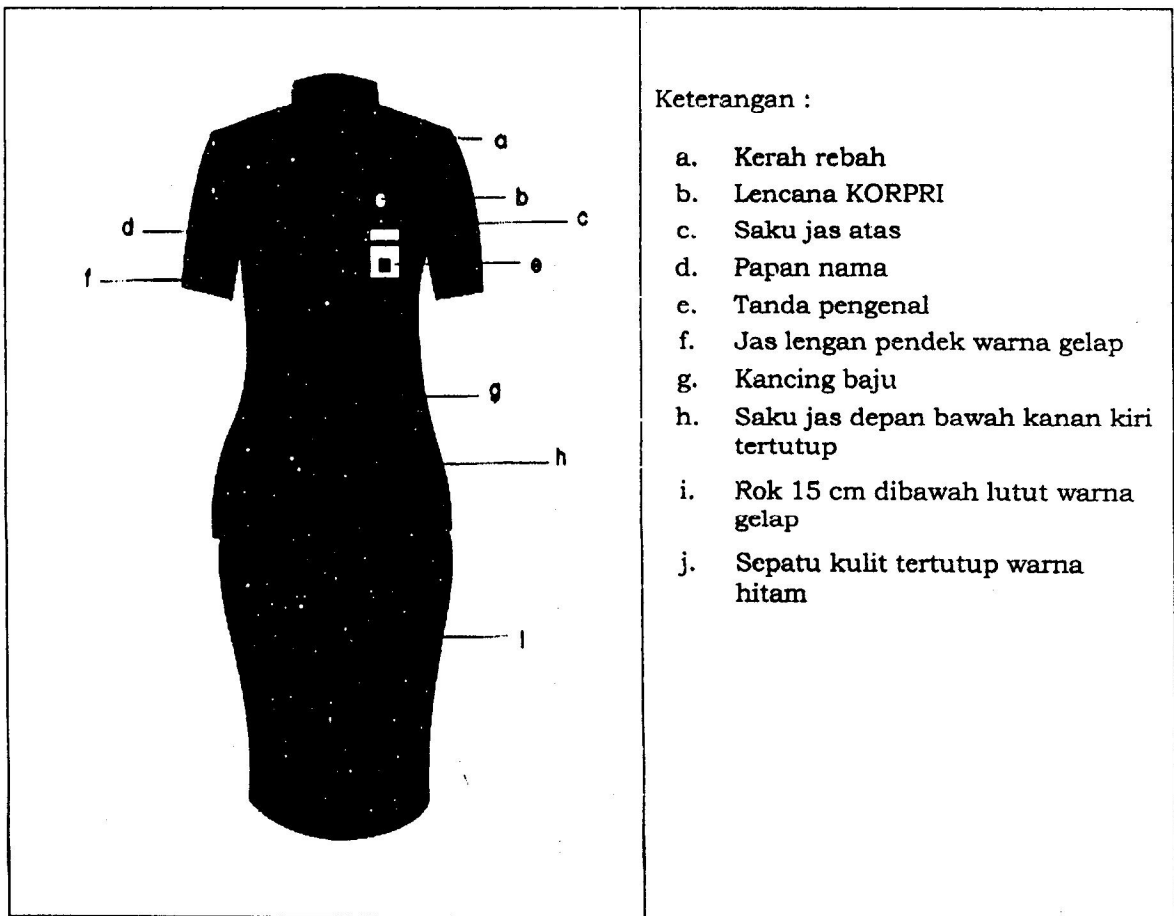 a
b
c
d
e
f
g
h
l
Keterangan :
a. Kerah rebah
b. Lencana KORPRI
c. Saku jas atas
d. Papan nama
e. Tanda pengenal
f. Jas lengan pendek warna gelap
g. Kancing baju
h. Saku jas depan bawah kanan kiri
tertutup
i. Rok 15 cm dibawah lutut warna
gelap
j. Sepatu kulit tertutup warna
hitam